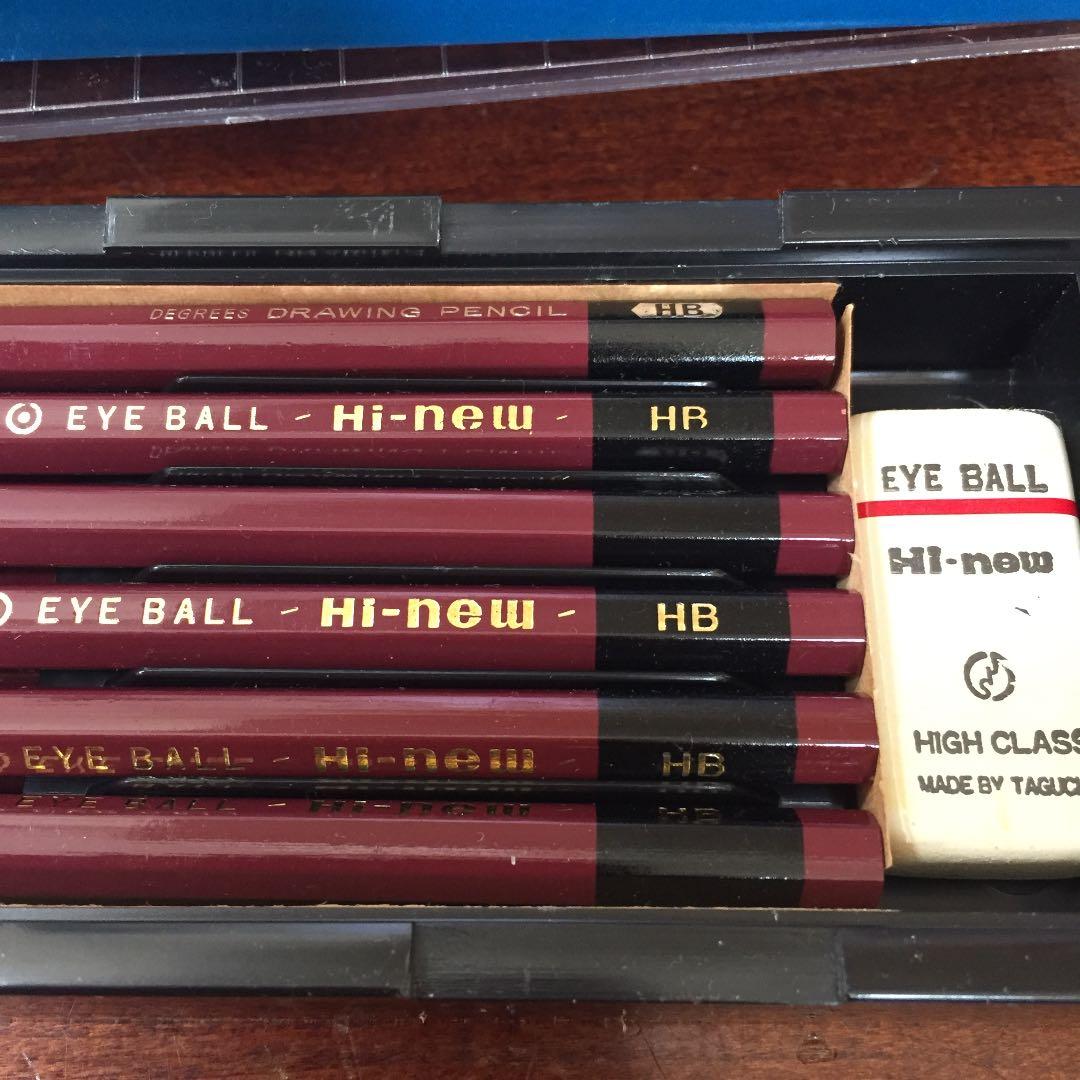 DEGREES DRAWING PENCIL HB
EYE BALL - Hi-new - HB
EYE BALL - Hi-new - HB
EYE BALL - Hi-new - HB
EYE BALL
Hi-new
HIGH CLASS
MADE BY TAGUC